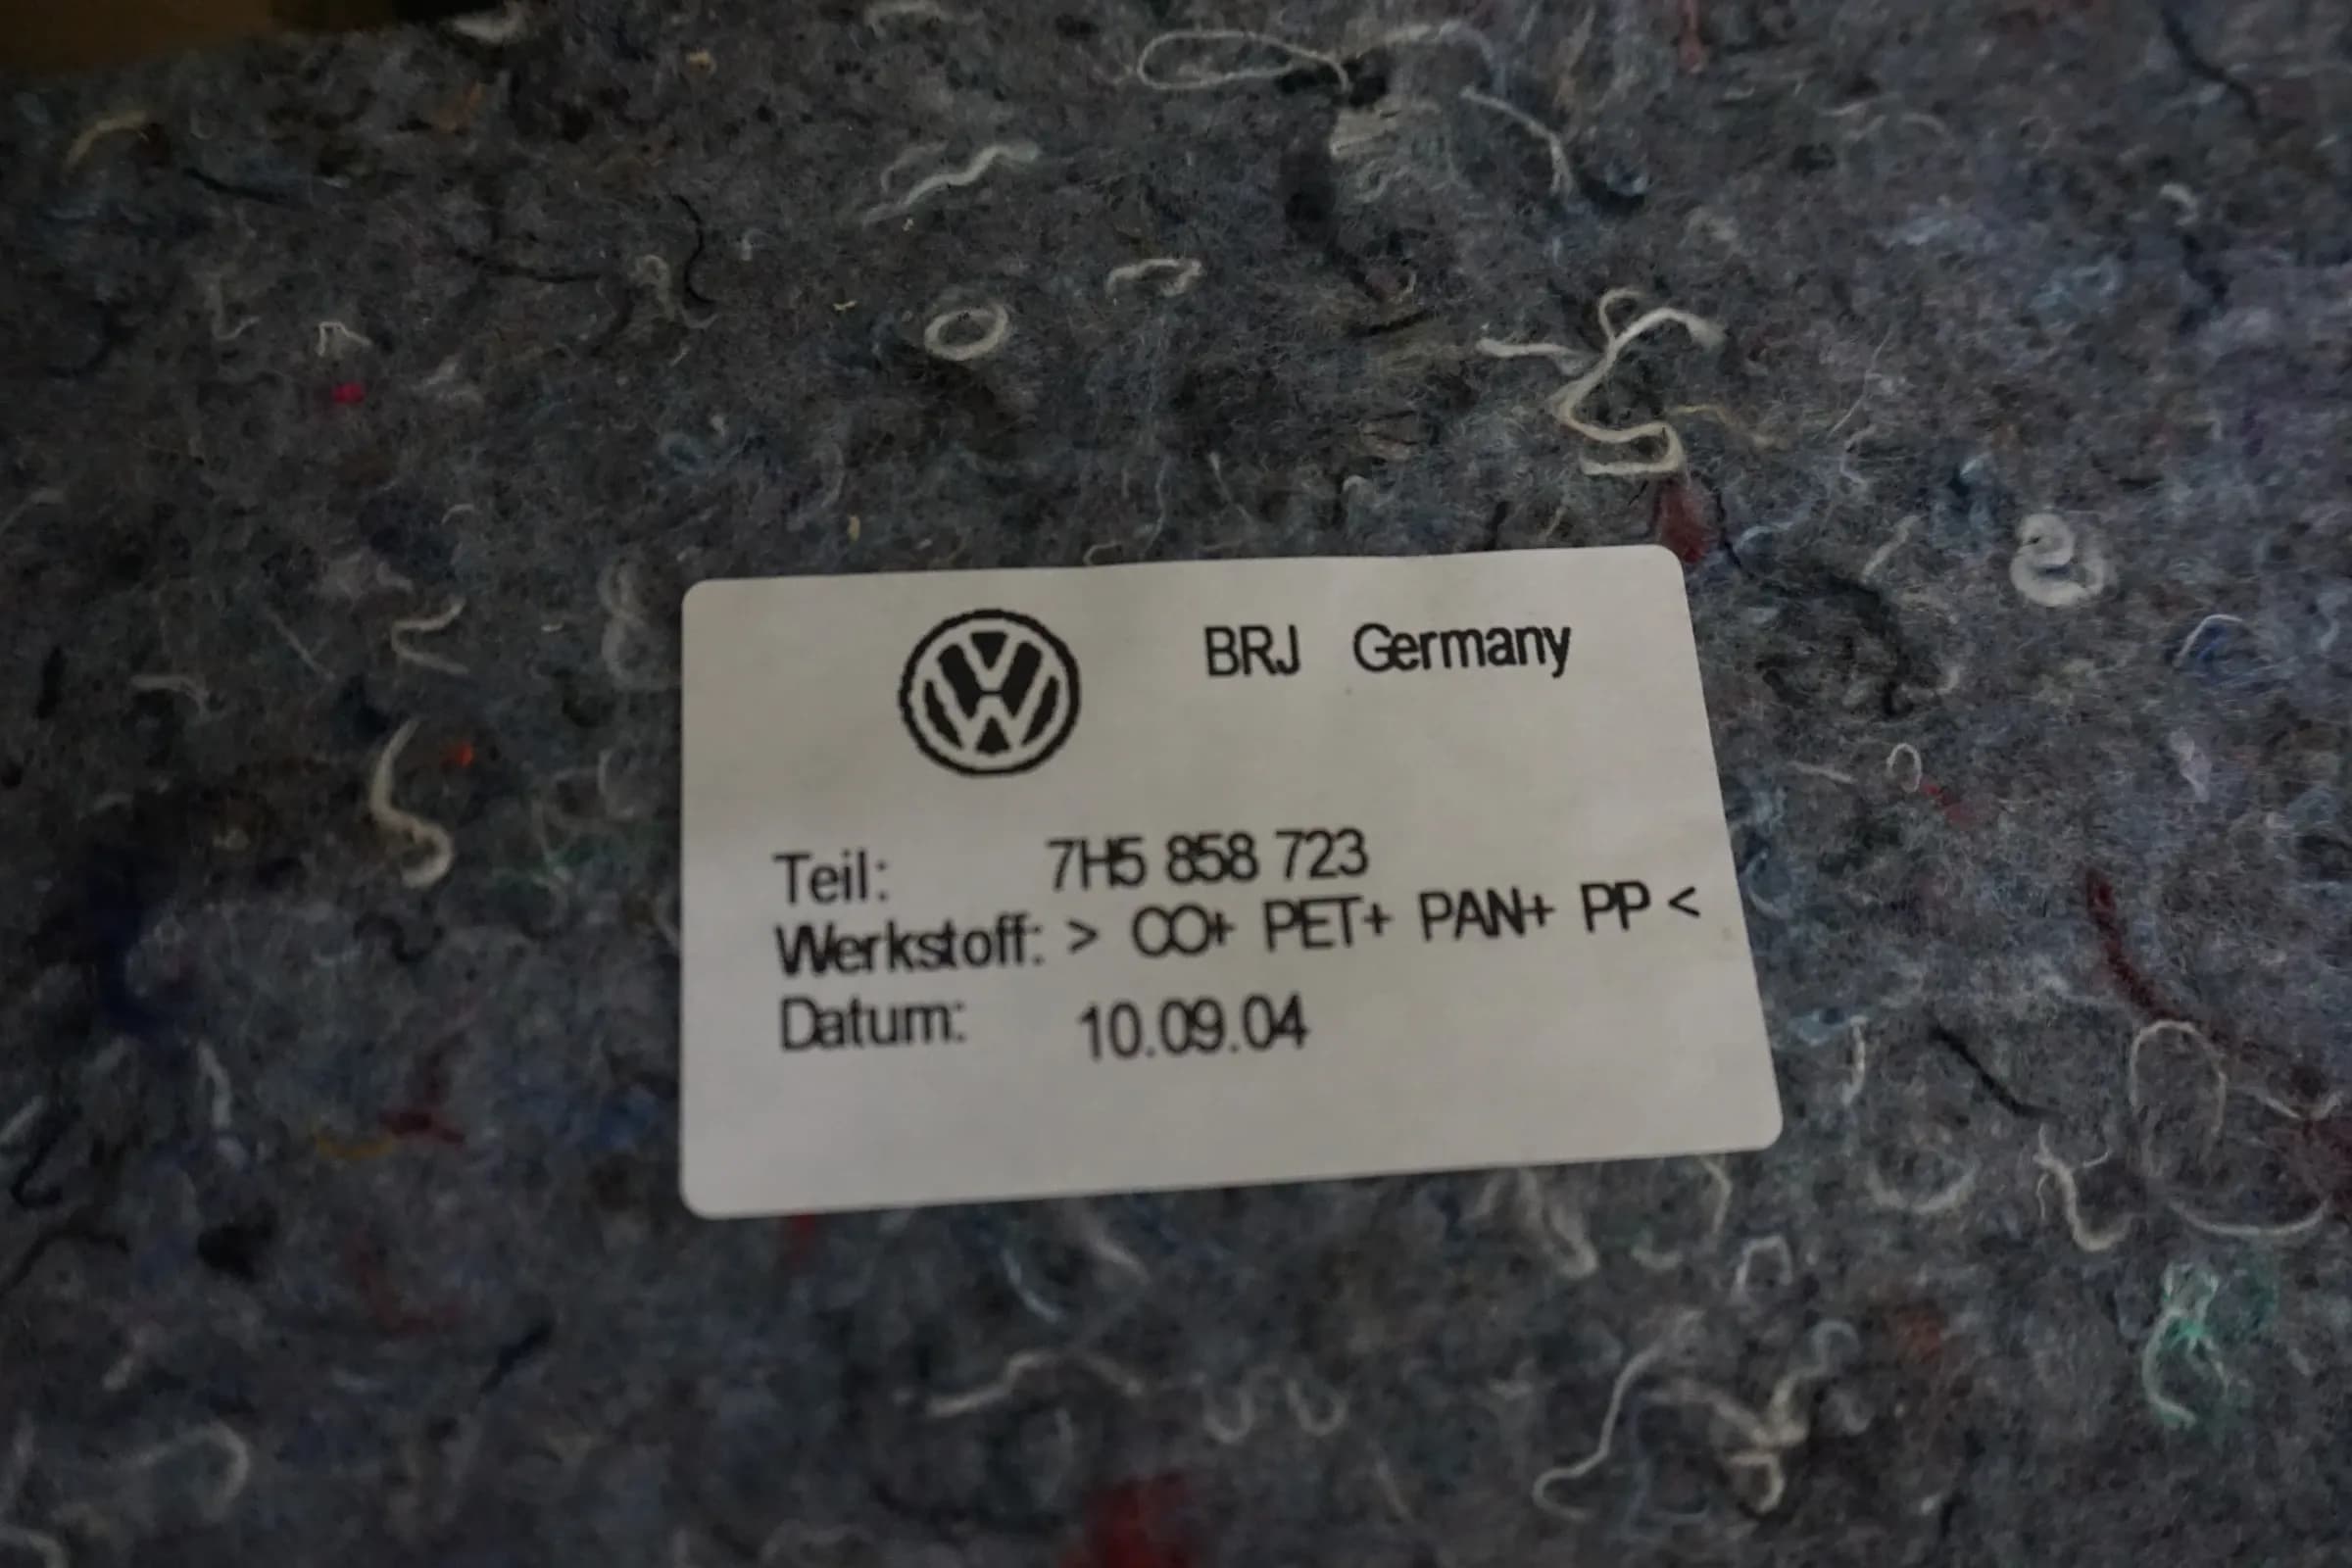 BRJ Germany
Teil: 7H5 858 723
Werkstoff: > CO+ PET+ PAN+ PP <
Datum: 10.09.04